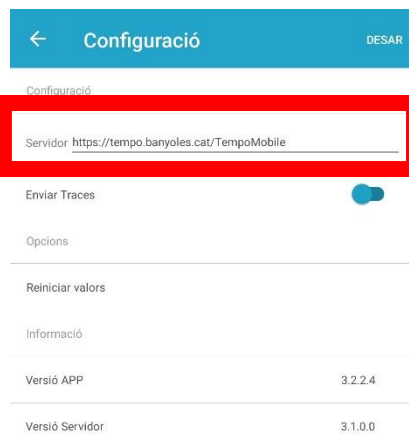 Configuració DESAR
Configuració
Servidor https://tempo.banyoles.cat/TempoMobile
Enviar Traces
Opcions
Reiniciar valors
Informació
Versió APP 3.2.2.4
Versió Servidor 3.1.0.0